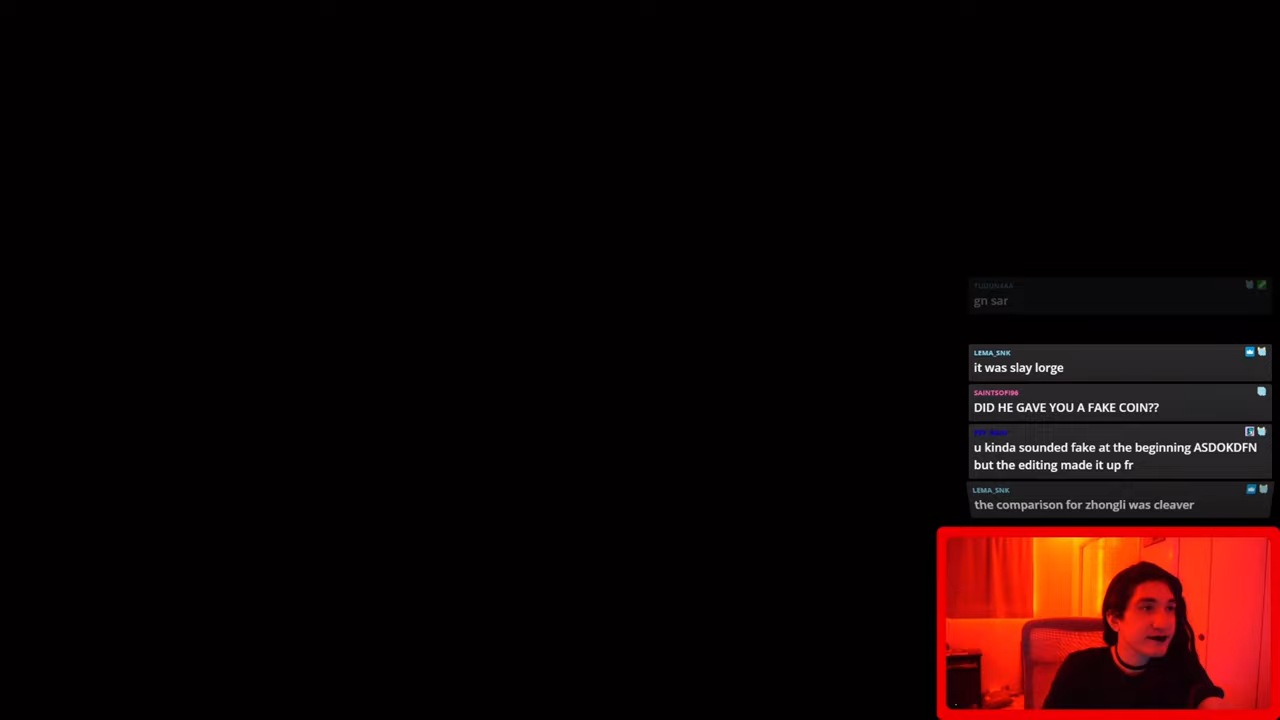 gn sar
LEMA_SNK
it was slay lorge
SAINTSOFI96
DID HE GAVE YOU A FAKE COIN??
u kinda sounded fake at the beginning ASDOKDFN
but the editing made it up fr
LEMA_SNK
the comparison for zhongli was cleaver